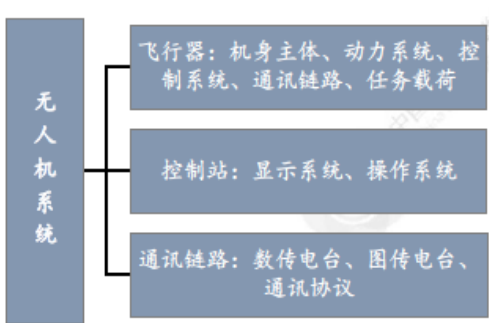 无人机系统
飞行器：机身主体、动力系统、控
制系统、通讯链路、任务载荷
控制站：显示系统、操作系统
通讯链路：数传电台、图传电台、
通讯协议